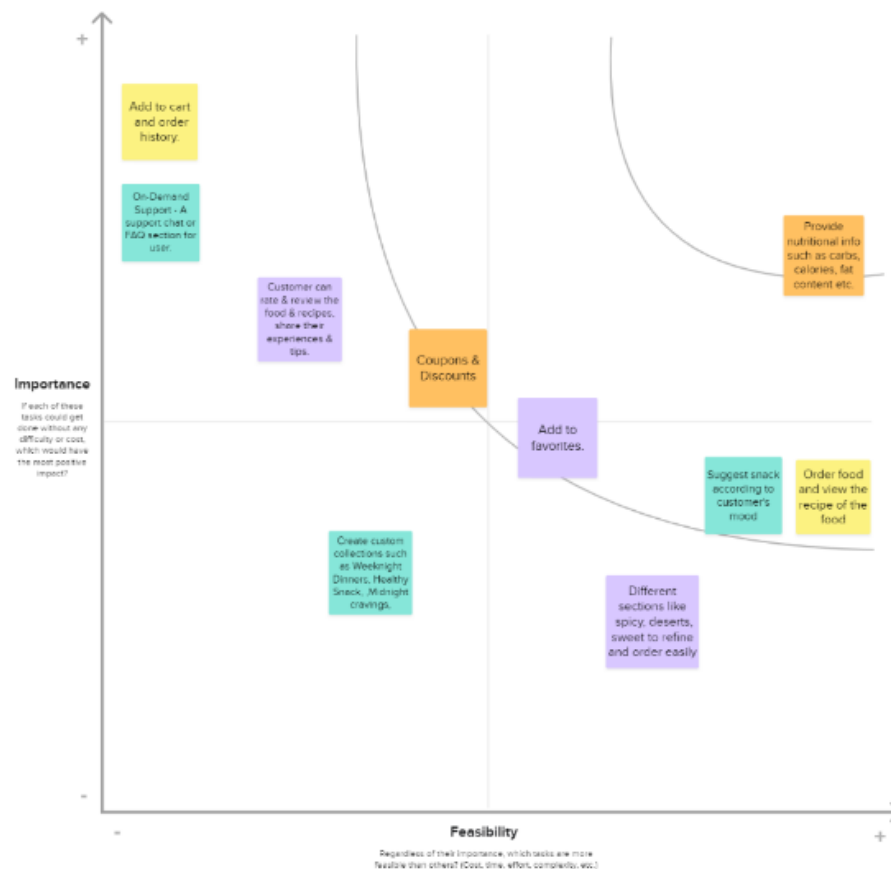 +
Add to cart
and order
history.
On-Demand
Support - A
support chat or
FAQ section for
user.
Provide
nutritional info
such as carbs,
calories, fat
content etc.
Customer can
rate & review the
food & recipes,
share their
experiences &
tips.
Coupons &
Discounts
Importance
If each of these
tasks could get
done without any
difficulty or cost,
which would have
the most positive
impact?
Add to
favorites.
Suggest snack
according to
customer's
mood
Order food
and view the
recipe of the
food
Create custom
collections such
as Weeknight
Dinners, Healthy
Snack, ,Midnight
cravings,
Different
sections like
spicy, deserts,
sweet to refine
and order easily
-
-
Feasibility
+
Regardless of their importance, which tasks are more
feasible than others? (Cost, time, effort, complexity, etc.)